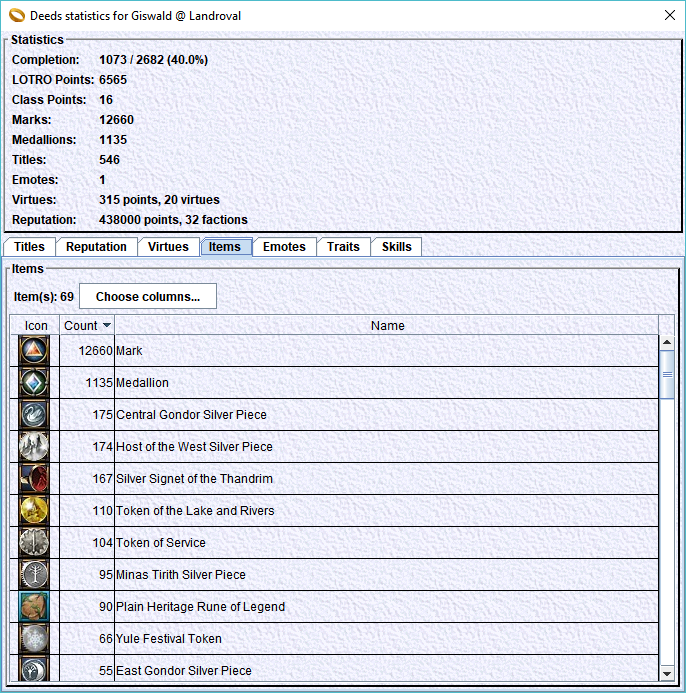 Deeds statistics for Giswald @ Landroval
Statistics
Completion: 1073 / 2682 (40.0%)
LOTRO Points: 6565
Class Points: 16
Marks: 12660
Medallions: 1135
Titles: 546
Emotes: 1
Virtues: 315 points, 20 virtues
Reputation: 438000 points, 32 factions
Titles Reputation Virtues Items Emotes Traits Skills
Items
Item(s): 69 Choose columns...
Icon Count Name
12660 Mark
1135 Medallion
175 Central Gondor Silver Piece
174 Host of the West Silver Piece
167 Silver Signet of the Thandrim
110 Token of the Lake and Rivers
104 Token of Service
95 Minas Tirith Silver Piece
90 Plain Heritage Rune of Legend
66 Yule Festival Token
55 East Gondor Silver Piece